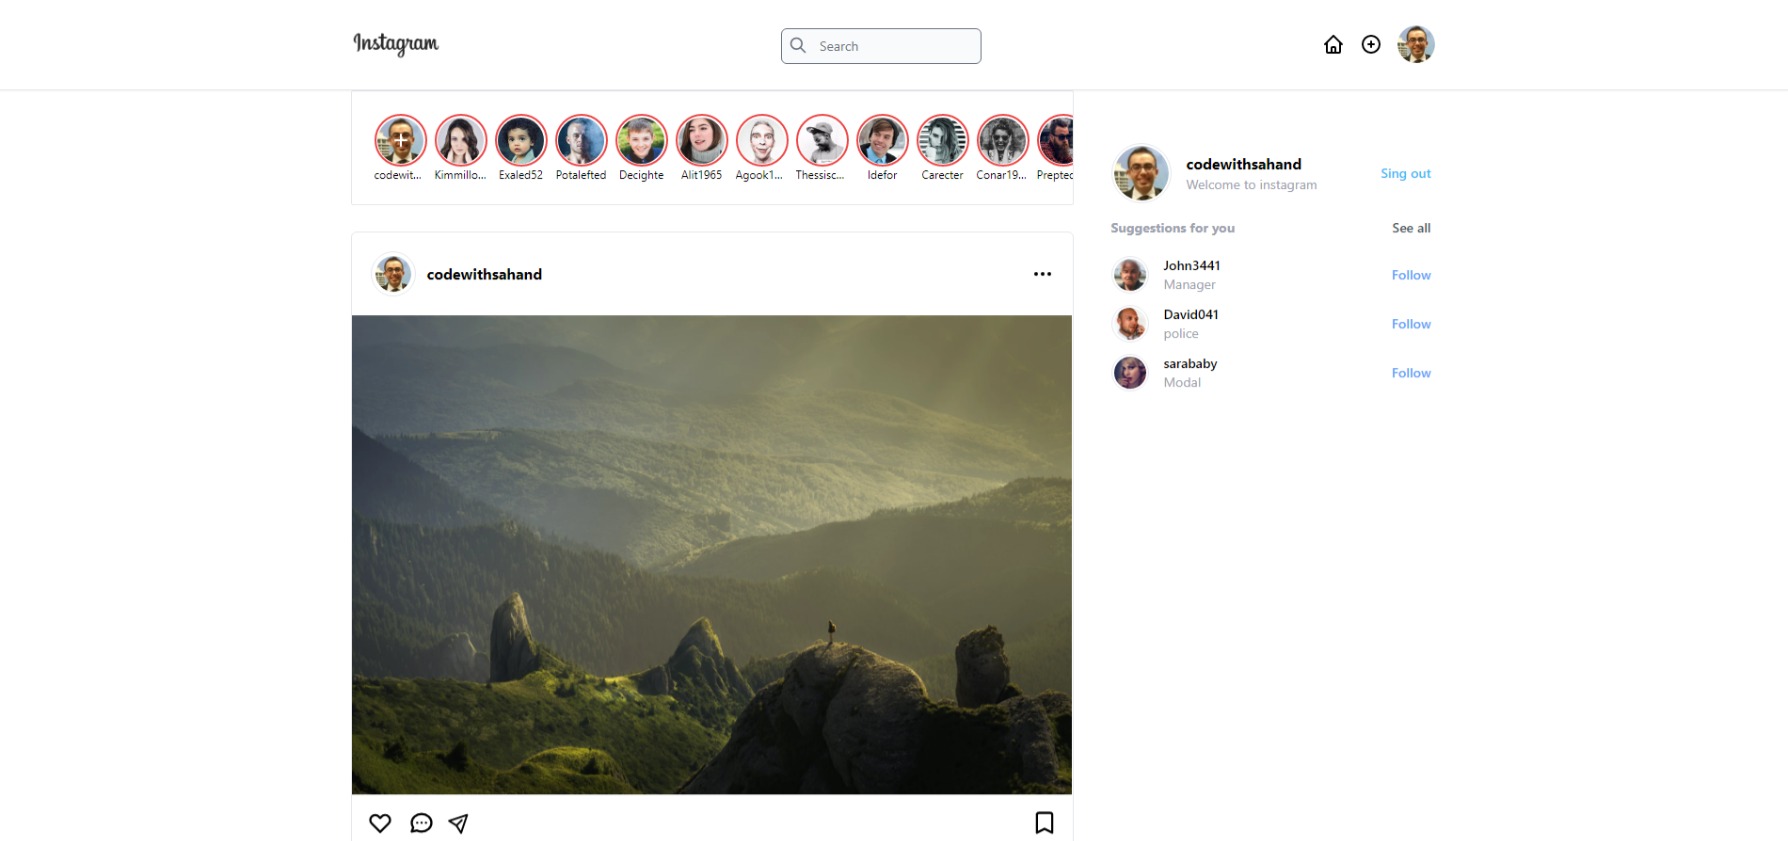 Instagram
Search
codewit...
Kimmillo...
Exaled52
Potalefted
Decighte
Alit1965
Agook1...
Thessisc...
Idefor
Carecter
Conar19...
codewithsahand
Welcome to instagram
Sing out
Suggestions for you
See all
John3441
Manager
Follow
David041
police
Follow
sarababy
Modal
Follow
codewithsahand